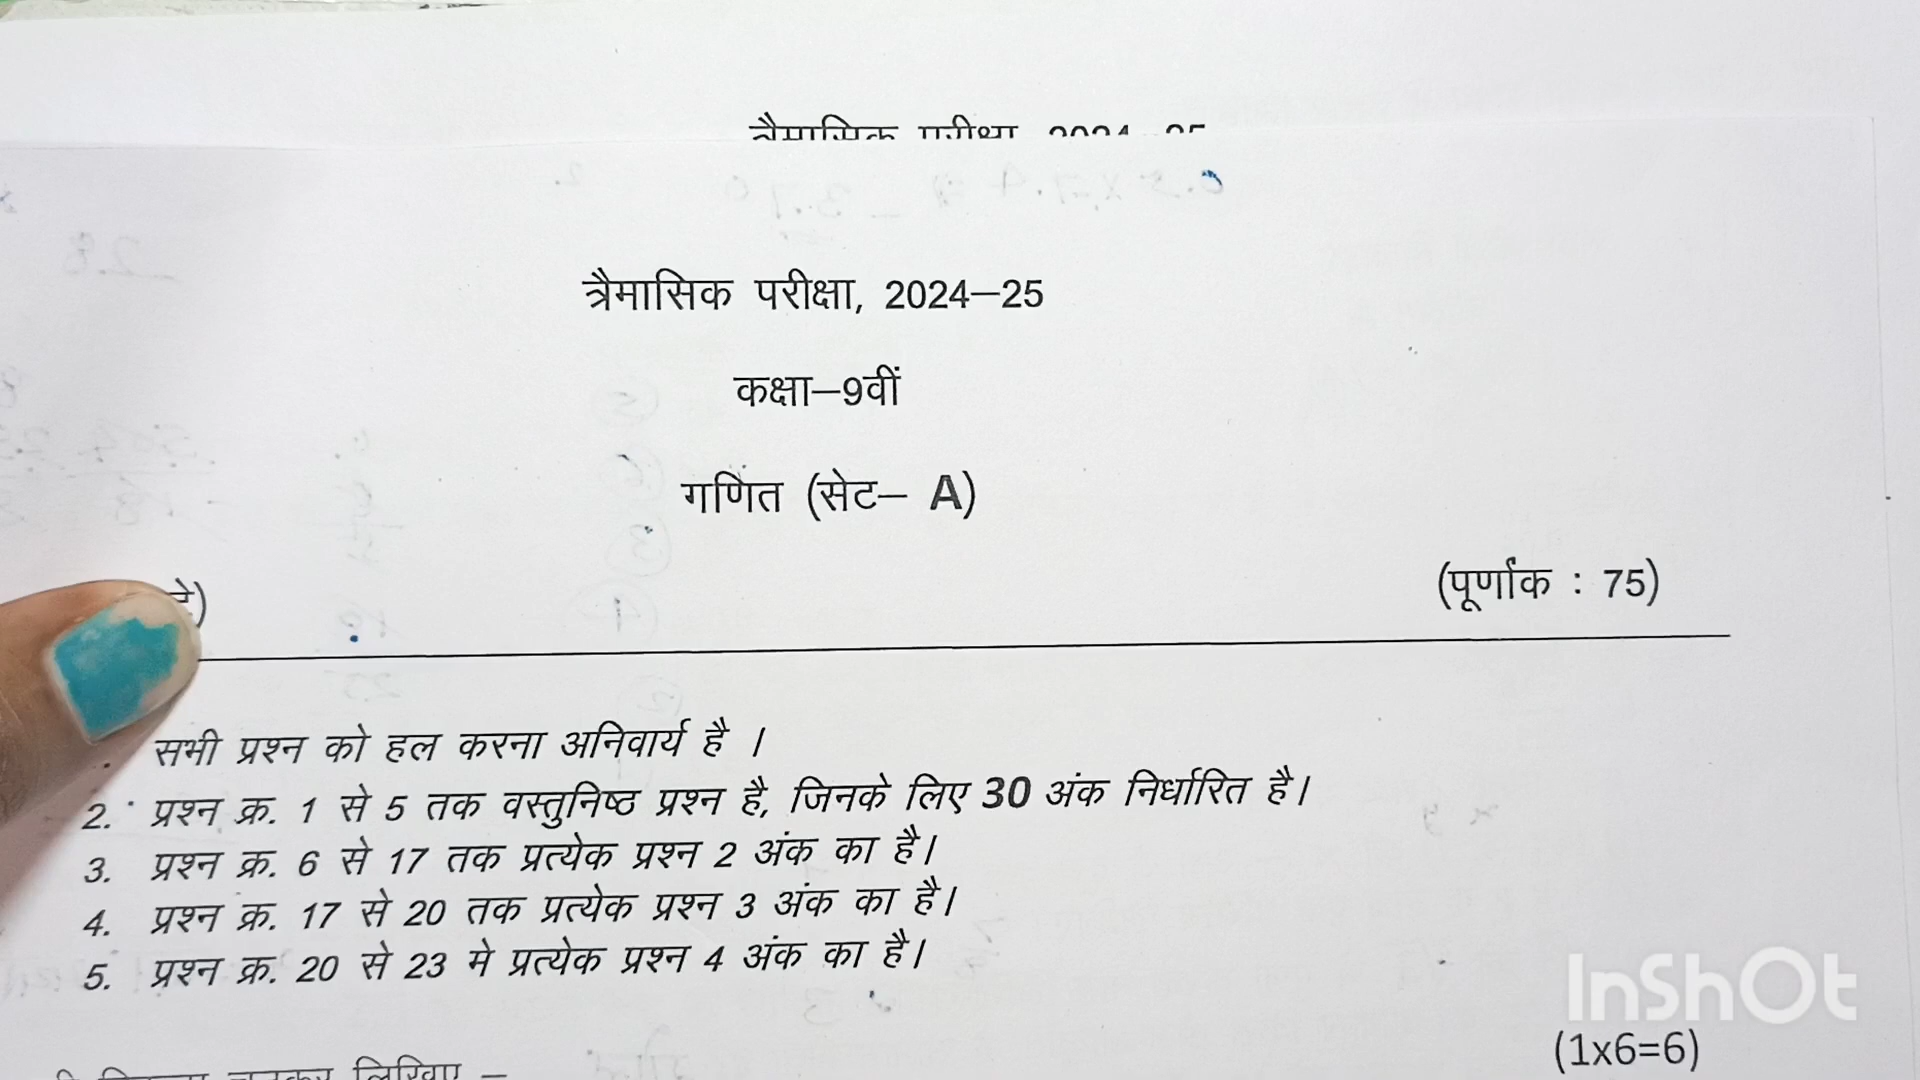 त्रैमासिक परीक्षा, 2024–25
कक्षा–9वीं
गणित (सेट– A)
(पूर्णांक : 75)
सभी प्रश्न को हल करना अनिवार्य है ।
2. प्रश्न क्र. 1 से 5 तक वस्तुनिष्ठ प्रश्न है, जिनके लिए 30 अंक निर्धारित है।
3. प्रश्न क्र. 6 से 17 तक प्रत्येक प्रश्न 2 अंक का है।
4. प्रश्न क्र. 17 से 20 तक प्रत्येक प्रश्न 3 अंक का है।
5. प्रश्न क्र. 20 से 23 मे प्रत्येक प्रश्न 4 अंक का है।
InShOt
(1x6=6)
लिखिए –